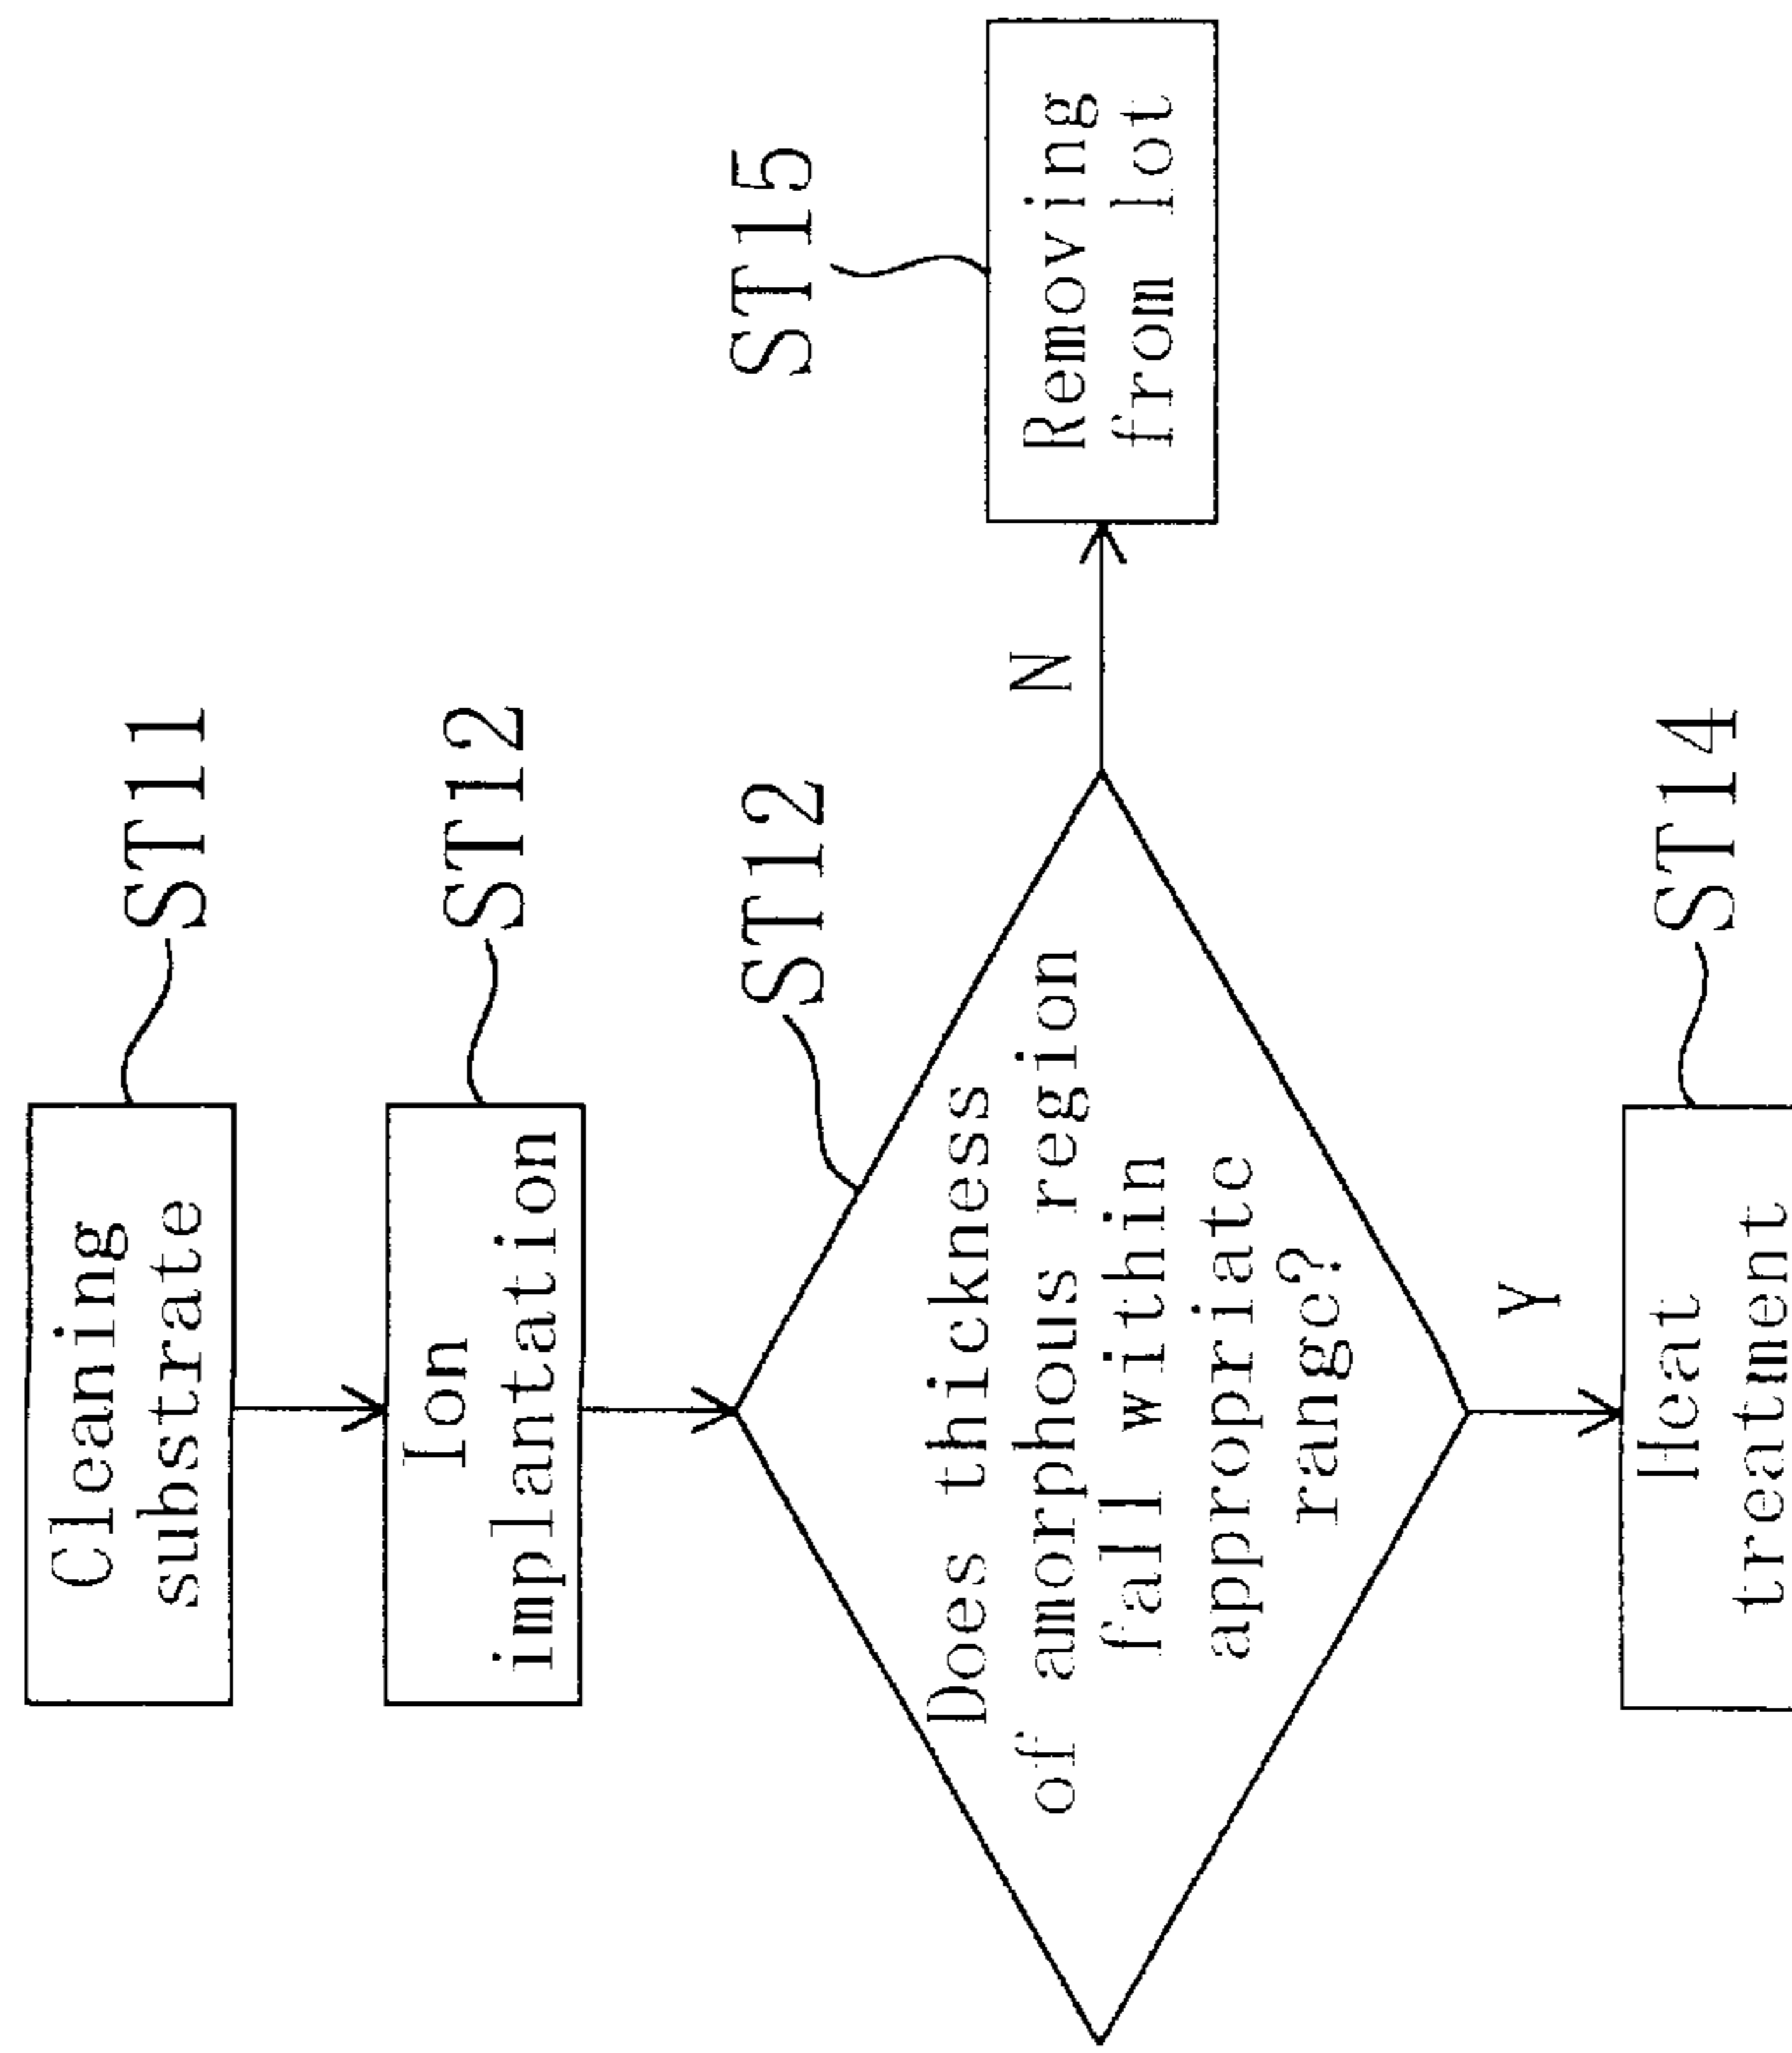 Cleaning
substrate
ST11
Ion
implantation
ST12
Does thickness
of amorphous region
fall within
appropriate
range?
ST12
N
Removing
from lot
ST15
Y
Heat
treatment
ST14